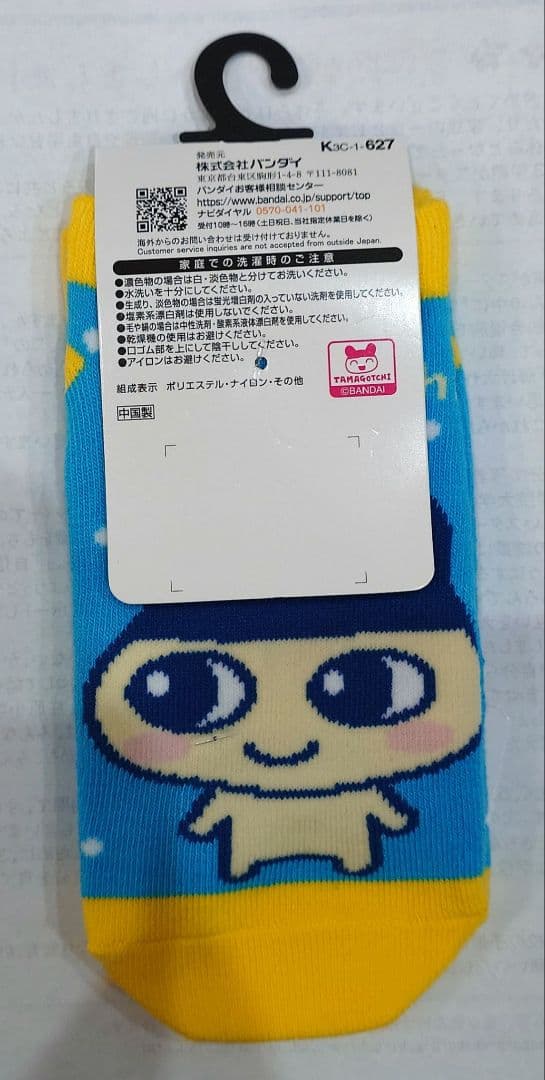 K3C-1-627
発売元
株式会社バンダイ
東京都台東区駒形1-4-8 〒111-8081
バンダイお客様相談センター
https://www.bandai.co.jp/support/top
ナビダイヤル 0570-041-101
受付10時～16時(土日祝日、当社指定休業日を除く)
海外からのお問い合わせは受け付けておりません。
Customer service inquiries are not accepted from outside Japan.
家庭での洗濯時のご注意
●濃色物の場合は白・淡色物と分けてお洗いください。
●水洗いを十分にしてください。
●生成り、淡色物の場合は蛍光増白剤の入っていない洗剤を使用してください。
●塩素系漂白剤は使用しないでください。
●毛や絹の場合は中性洗剤・酸素系液体漂白剤を使用してください。
●乾燥機の使用はお避けください。
●口ゴム部を上にして陰干ししてください。
●アイロンはお避けください。
組成表示 ポリエステル・ナイロン・その他
中国製
TAMAGOTCHI
©BANDAI